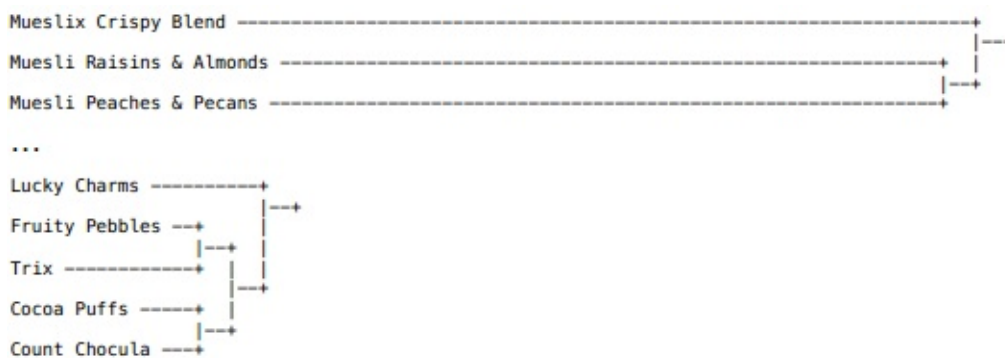 Mueslix Crispy Blend
Muesli Raisins & Almonds
Muesli Peaches & Pecans
...
Lucky Charms
Fruity Pebbles
Trix
Cocoa Puffs
Count Chocula